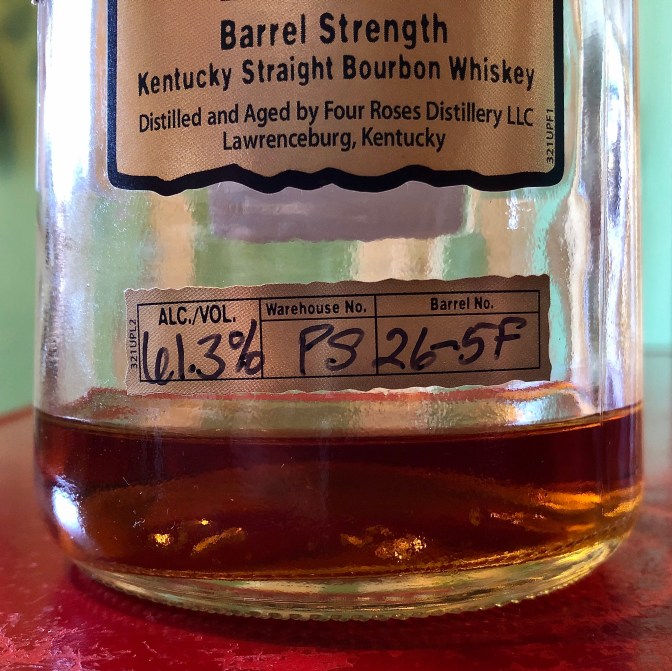 Barrel Strength
Kentucky Straight Bourbon Whiskey
Distilled and Aged by Four Roses Distillery LLC
Lawrenceburg, Kentucky
321UPF1
321UPL2
ALC./VOL. Warehouse No. Barrel No.
61.3% PS 26-5F